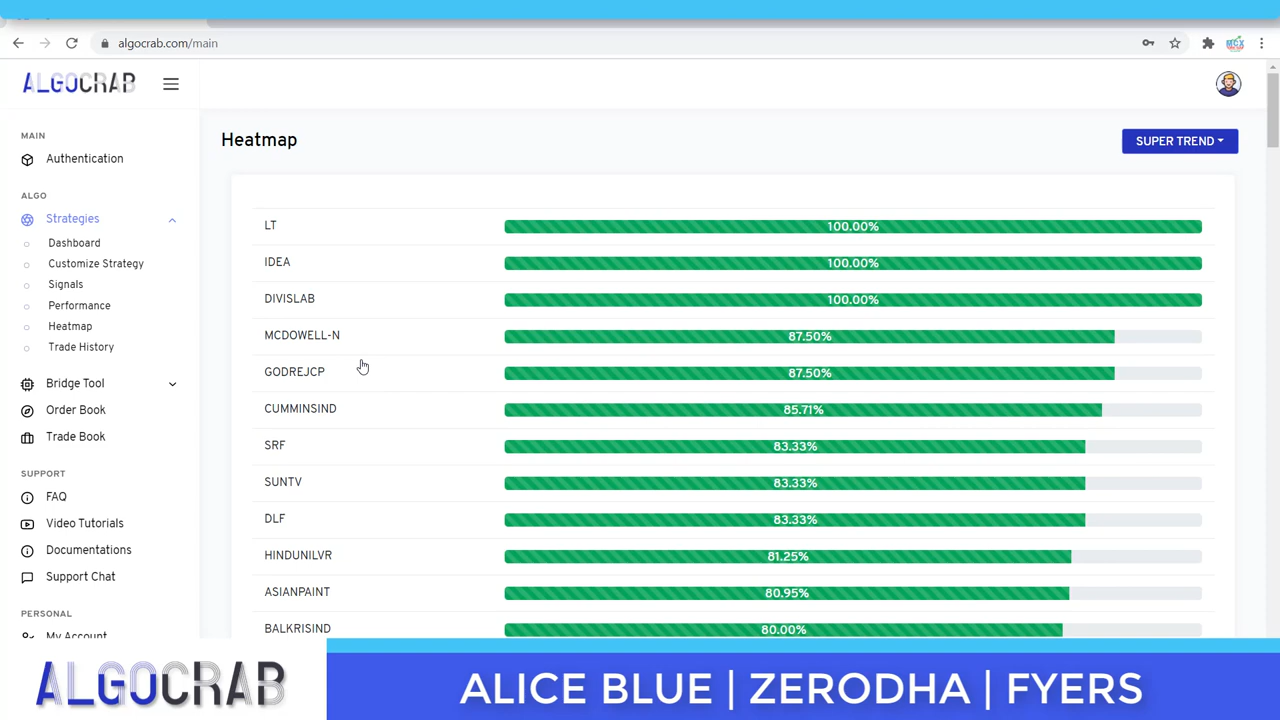 algocrab.com/main
MCX
ALGOCRAB
MAIN
Authentication
ALGO
Strategies
Dashboard
Customize Strategy
Signals
Performance
Heatmap
Trade History
Bridge Tool
Order Book
Trade Book
SUPPORT
FAQ
Video Tutorials
Documentations
Support Chat
PERSONAL
My Account
Heatmap
SUPER TREND
LT 100.00%
IDEA 100.00%
DIVISLAB 100.00%
MCDOWELL-N 87.50%
GODREJCP 87.50%
CUMMINSIND 85.71%
SRF 83.33%
SUNTV 83.33%
DLF 83.33%
HINDUNILVR 81.25%
ASIANPAINT 80.95%
BALKRISIND 80.00%
ALGOCRAB
ALICE BLUE | ZERODHA | FYERS